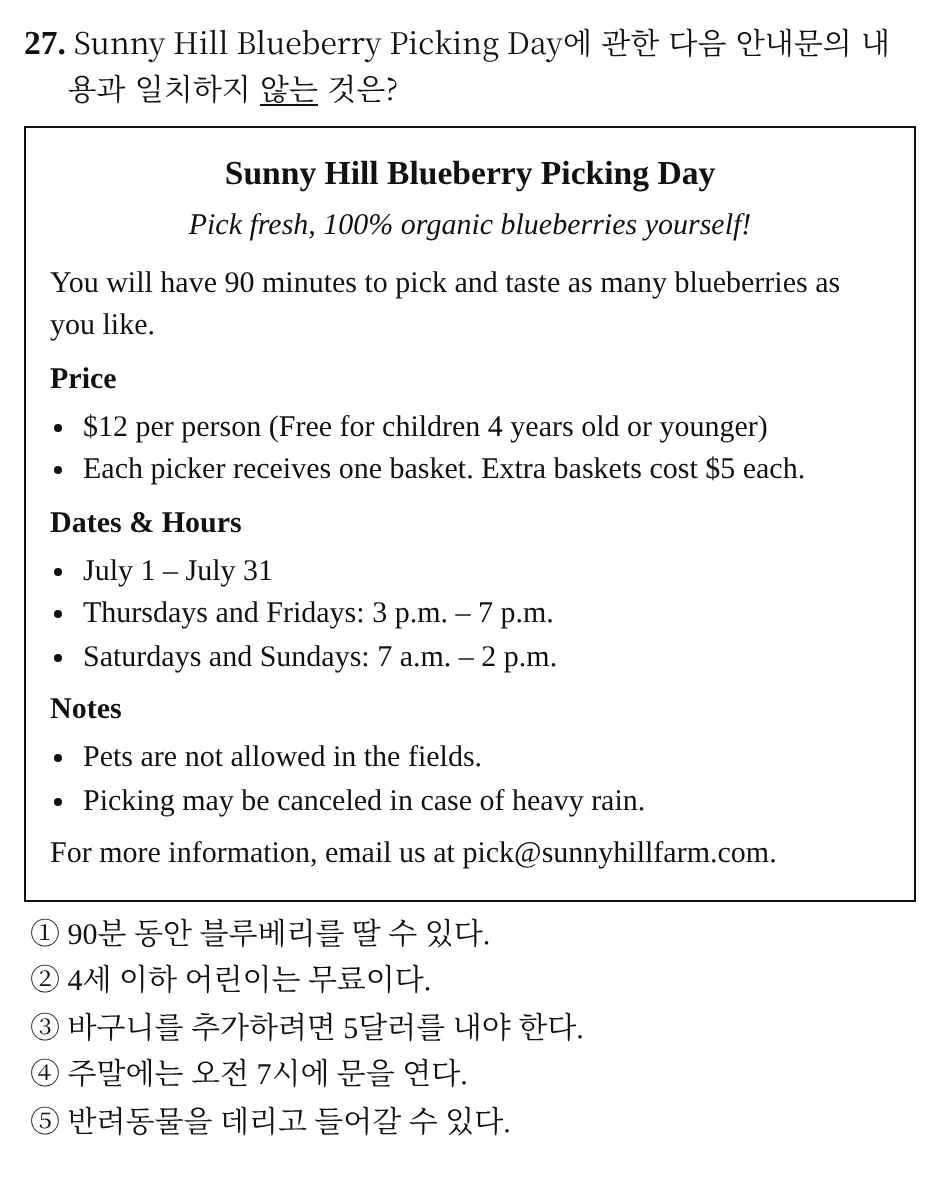 27. Sunny Hill Blueberry Picking Day에 관한 다음 안내문의 내
용과 일치하지 않는 것은?
Sunny Hill Blueberry Picking Day
Pick fresh, 100% organic blueberries yourself!
You will have 90 minutes to pick and taste as many blueberries as
you like.
Price
• $12 per person (Free for children 4 years old or younger)
• Each picker receives one basket. Extra baskets cost $5 each.
Dates & Hours
• July 1 – July 31
• Thursdays and Fridays: 3 p.m. – 7 p.m.
• Saturdays and Sundays: 7 a.m. – 2 p.m.
Notes
• Pets are not allowed in the fields.
• Picking may be canceled in case of heavy rain.
For more information, email us at pick@sunnyhillfarm.com.
① 90분 동안 블루베리를 딸 수 있다.
② 4세 이하 어린이는 무료이다.
③ 바구니를 추가하려면 5달러를 내야 한다.
④ 주말에는 오전 7시에 문을 연다.
⑤ 반려동물을 데리고 들어갈 수 있다.